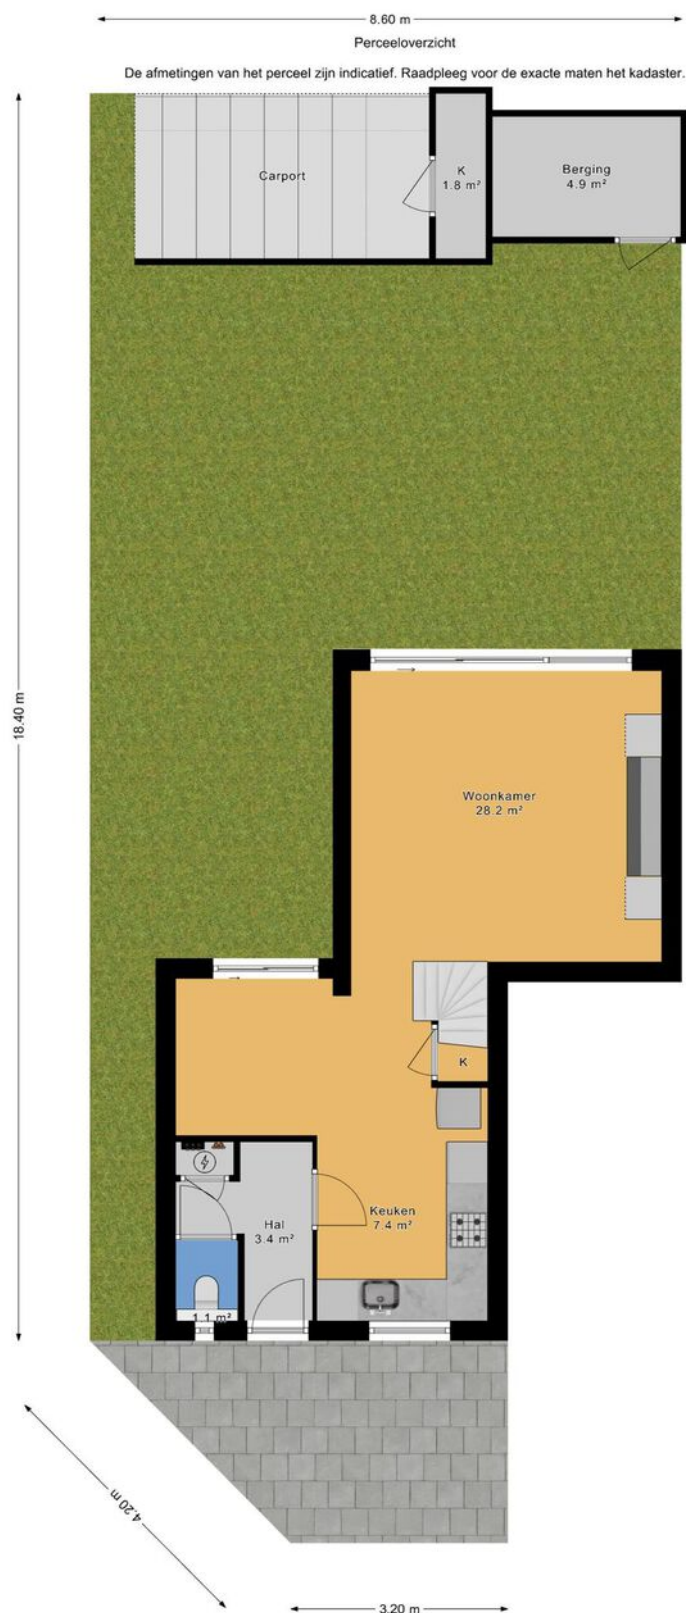 8.60 m
Perceeloverzicht
De afmetingen van het perceel zijn indicatief. Raadpleeg voor de exacte maten het kadaster.
Carport
K
1.8 m²
Berging
4.9 m²
18.40 m
Woonkamer
28.2 m²
K
Hal
3.4 m²
Keuken
7.4 m²
1.1 m²
4.20 m
3.20 m